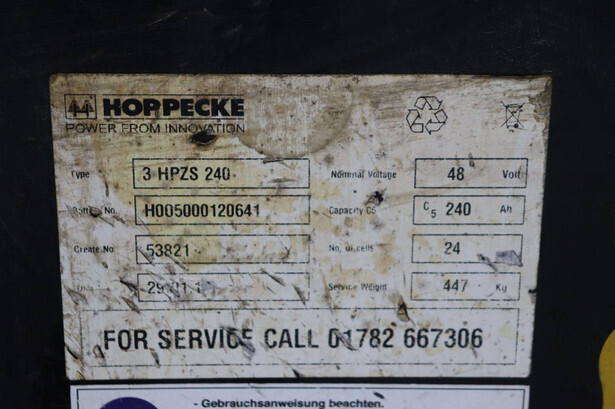 HOPPECKE
POWER FROM INNOVATION
Type 3 HPZS 240 Nominal Voltage 48 Volt
No. H005000120641 Capacity C5 C5 240 Ah
Create No. 53821 No. of cells 24
Service Weight 447 Kg
FOR SERVICE CALL 01782 667306
- Gebrauchsanweisung beachten.